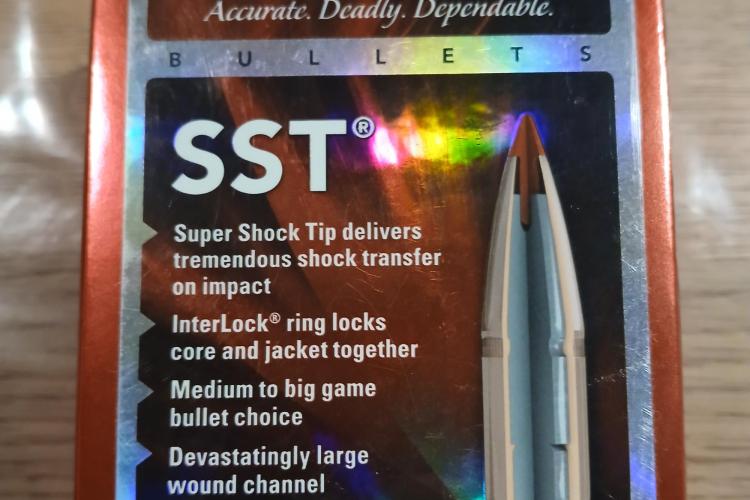 Accurate. Deadly. Dependable.
BULLETS
SST®
Super Shock Tip delivers
tremendous shock transfer
on impact
InterLock® ring locks
core and jacket together
Medium to big game
bullet choice
Devastatingly large
wound channel